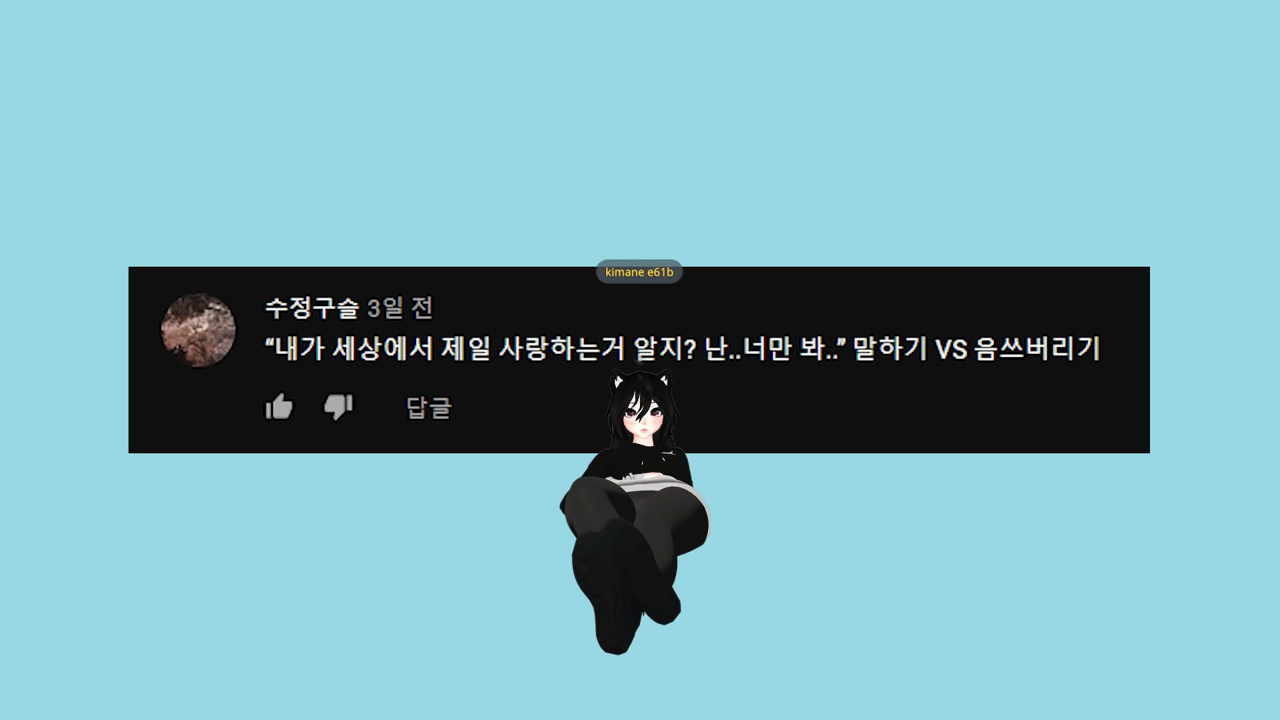 kimane e61b
수정구슬 3일 전
“내가 세상에서 제일 사랑하는거 알지? 난..너만 봐..” 말하기 VS 음쓰버리기
답글